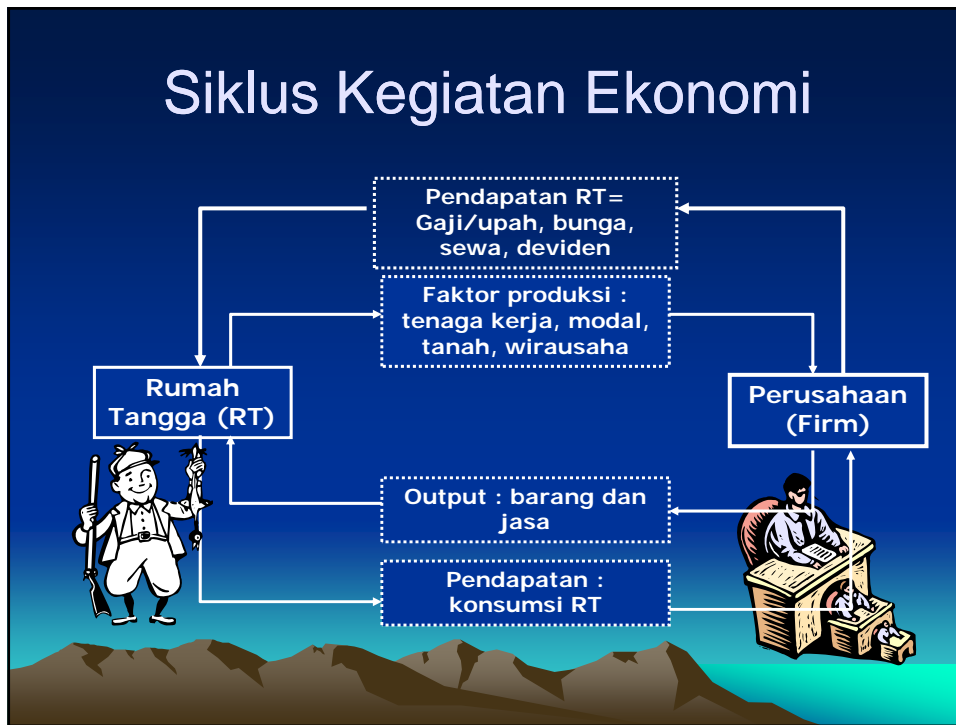 Siklus Kegiatan Ekonomi
Pendapatan RT=
Gaji/upah, bunga,
sewa, deviden
Faktor produksi :
tenaga kerja, modal,
tanah, wirausaha
Rumah
Tangga (RT)
Perusahaan
(Firm)
Output : barang dan
jasa
Pendapatan :
konsumsi RT